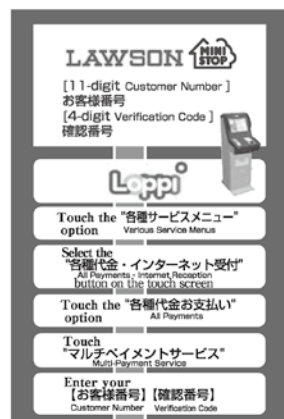 LAWSON MINI STOP
[11-digit Customer Number]
お客様番号
[4-digit Verification Code]
確認番号
Loppi
Touch the "各種サービスメニュー"
option Various Service Menus
Select the
"各種代金・インターネット受付"
All Payments・Internet Reception
button on the touch screen
Touch the "各種代金お支払い"
option All Payments
Touch
"マルチペイメントサービス"
Multi-Payment Service
Enter your
【お客様番号】【確認番号】
Customer Number Verification Code